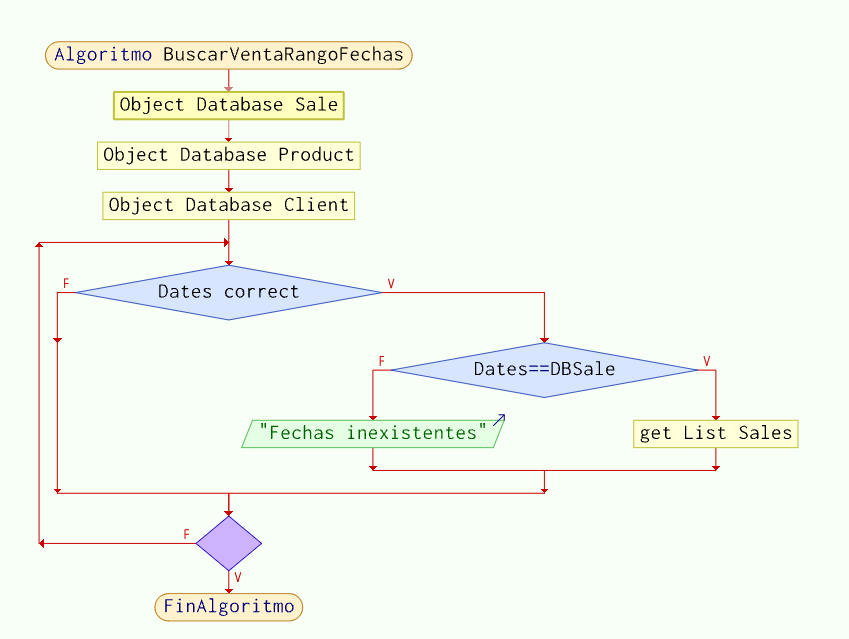 Algoritmo BuscarVentaRangoFechas
Object Database Sale
Object Database Product
Object Database Client
F
Dates correct
V
F
Dates==DBSale
V
"Fechas inexistentes"
get List Sales
F
V
FinAlgoritmo